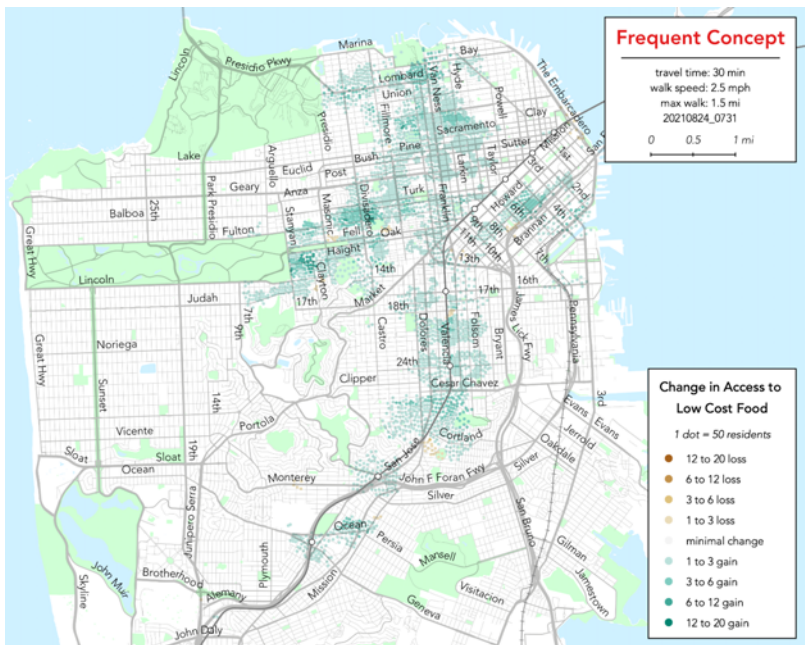 Frequent Concept
travel time: 30 min
walk speed: 2.5 mph
max walk: 1.5 mi
20210824_0731
0 0.5 1 mi
Marina
Bay
Presidio Pkwy
Lincoln
Lombard
Van Ness
Hyde
Union
Powell
The Embarcadero
Presidio
Fillmore
Clay
Sacramento
Lake
Pine
Sutter
Mission
Arguello
Euclid
Bush
Larkin
Taylor
3rd
1st
Post
Geary
Anza
Masonic
Divisadero
Turk
Franklin
Howard
2nd
25th
Park Presidio
Balboa
Stanyan
6th
4th
8th
9th
Brannan
Great Hwy
Fulton
Fell
Oak
11th
10th
7th
Haight
14th
13th
Lincoln
Clayton
16th
17th
Market
17th
Judah
7th
18th
James Lick Fwy
Pennsylvania
9th
Castro
Dolores
Valencia
Folsom
Bryant
Great Hwy
Noriega
24th
Sunset
14th
Clipper
Cesar Chavez
3rd
Vicente
Portola
Evans
Evans
Cortland
Jerrold
Sloat
Sloat
19th
San Jose
Oakdale
Ocean
Silver
Monterey
John F Foran Fwy
Silver
Junipero Serra
Ocean
San Bruno
Plymouth
Persia
Gilman
John Muir
Mansell
Skyline
Brotherhood
Jamestown
Alemany
Mission
Visitacion
Geneva
John Daly
Change in Access to
Low Cost Food
1 dot = 50 residents
12 to 20 loss
6 to 12 loss
3 to 6 loss
1 to 3 loss
minimal change
1 to 3 gain
3 to 6 gain
6 to 12 gain
12 to 20 gain